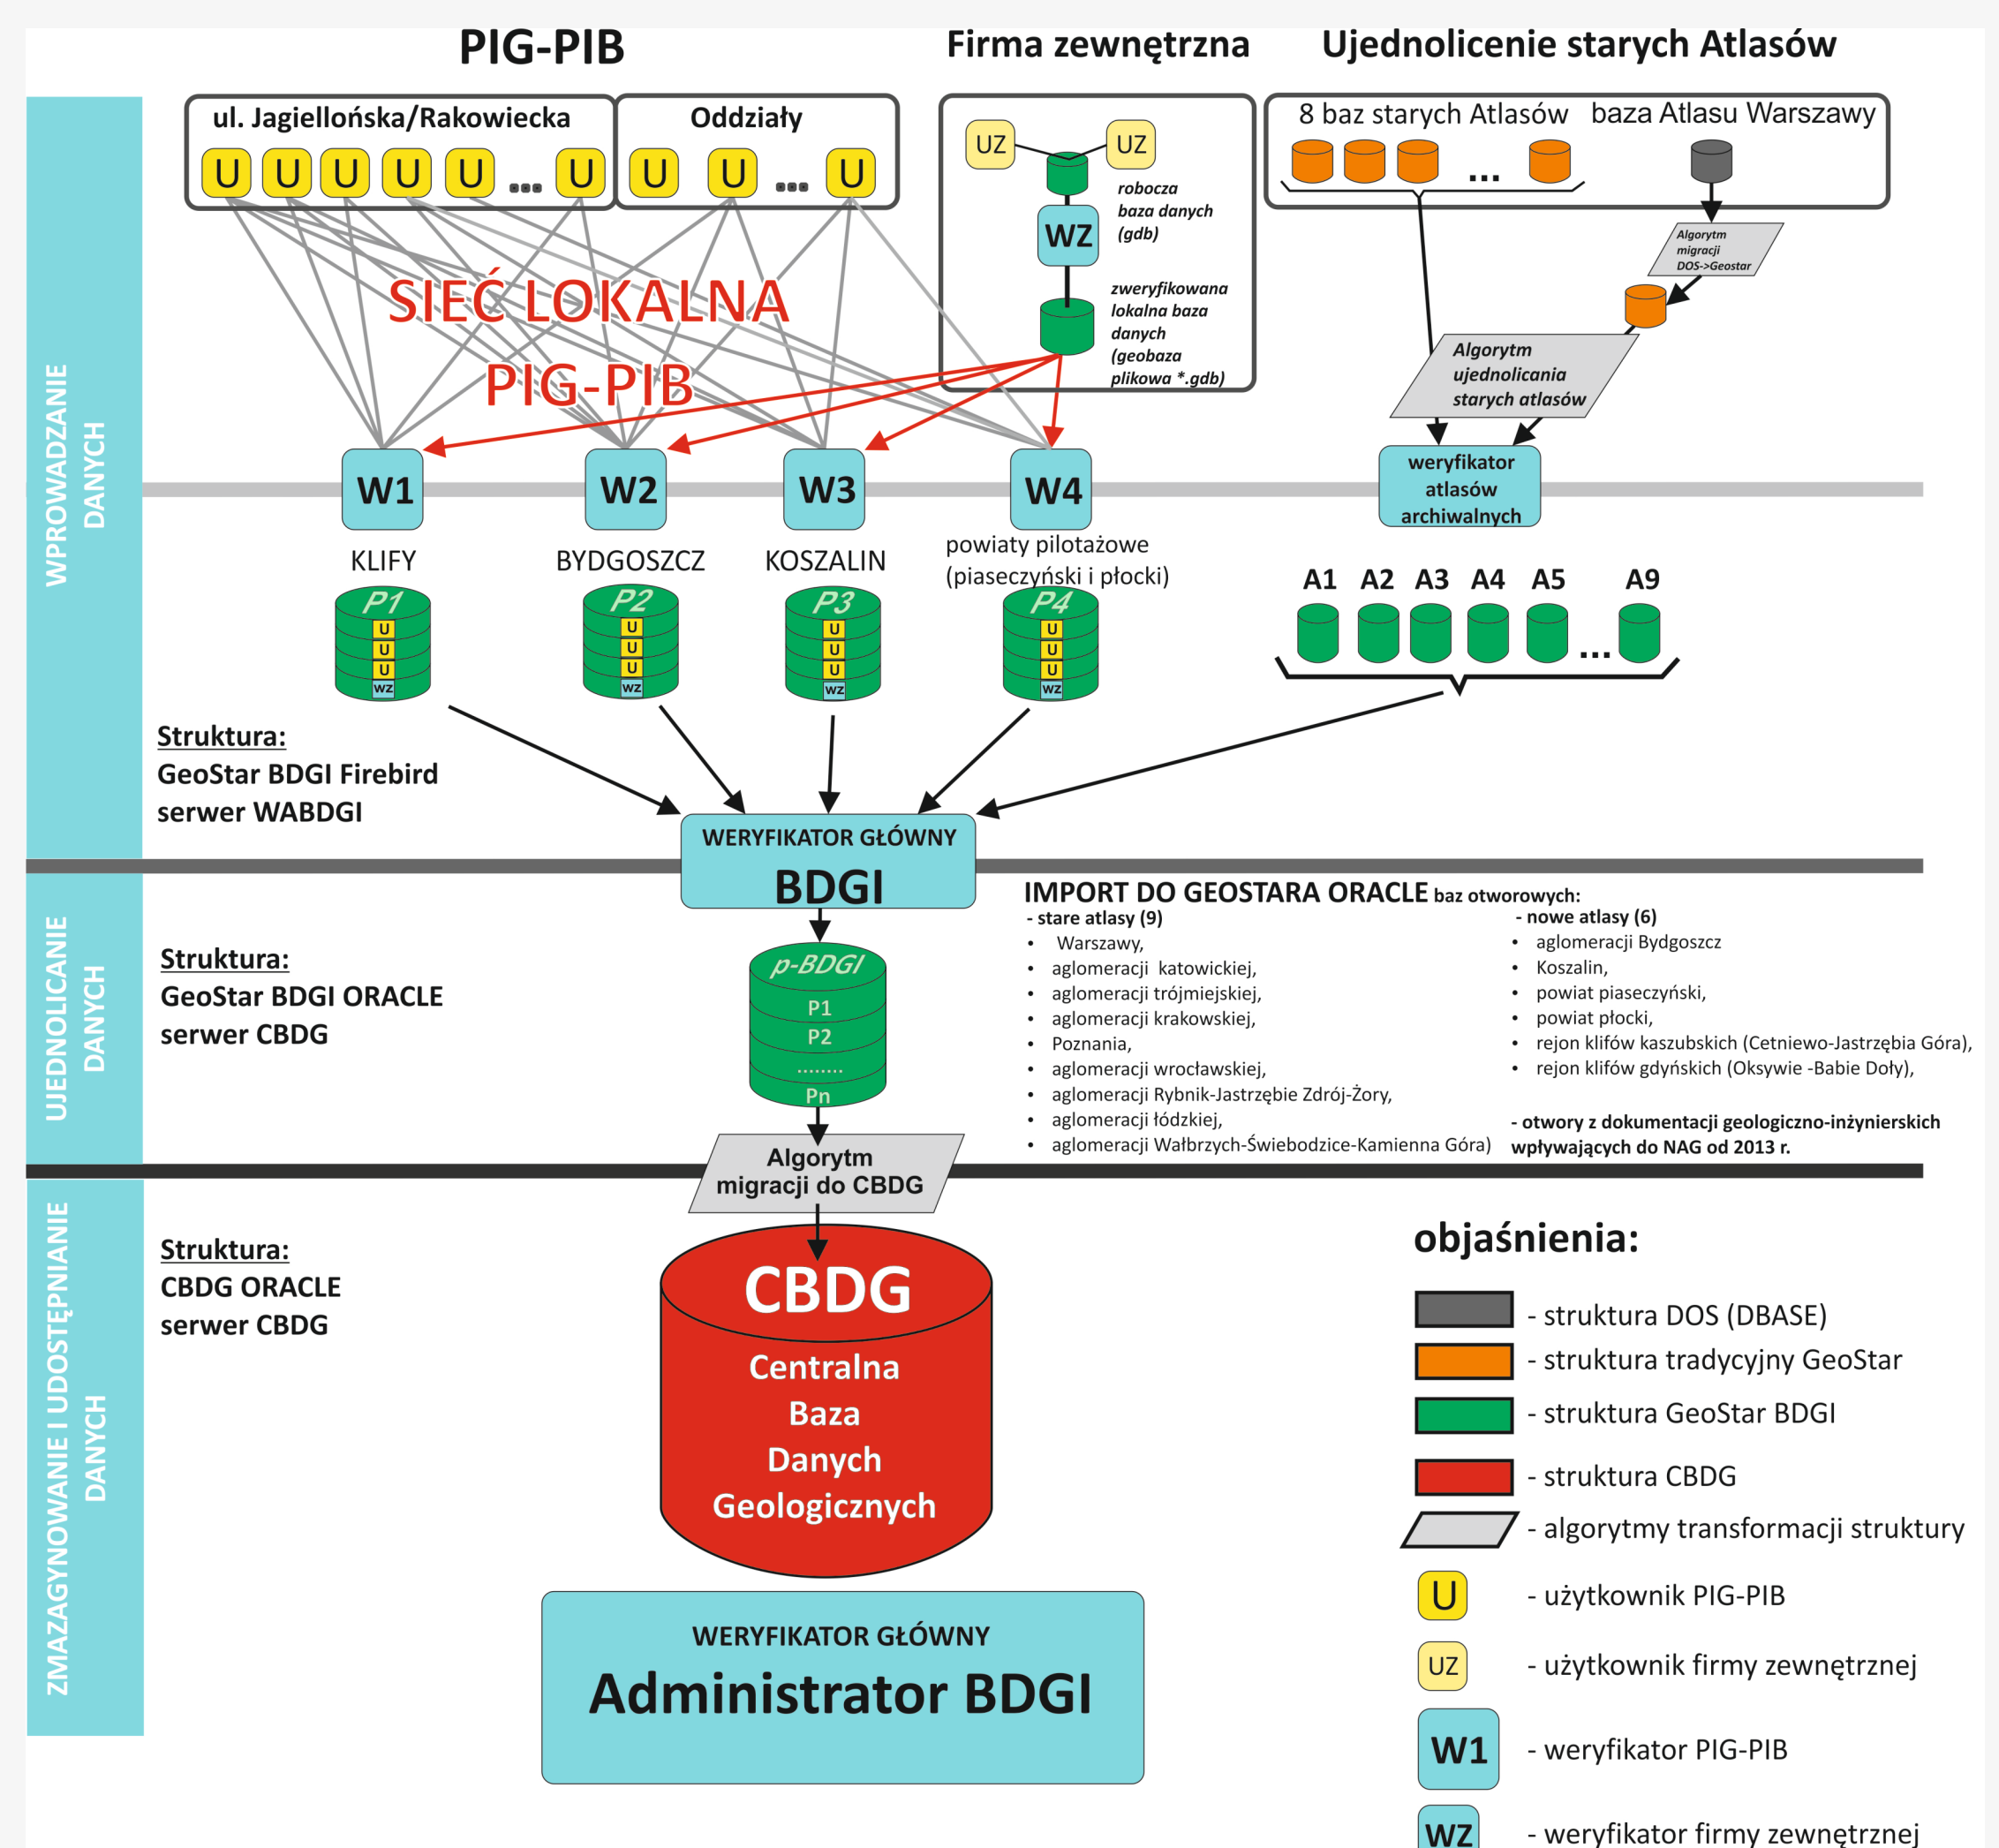 PIG-PIB
Firma zewnętrzna
Ujednolicenie starych Atlasów
ul. Jagiellońska/Rakowiecka
U U U U U ... U
Oddziały
U U ... U
UZ UZ
robocza
baza danych
(gdb)
WZ
zweryfikowana
lokalna baza
danych
(geobaza
plikowa *.gdb)
8 baz starych Atlasów
baza Atlasu Warszawy
...
Algorytm
migracji
DOS->Geostar
Algorytm
ujednolicania
starych atlasów
weryfikator
atlasów
archiwalnych
SIEĆ LOKALNA
PIG-PIB
WPROWADZANIE
DANYCH
W1 W2 W3 W4
KLIFY
BYDGOSZCZ
KOSZALIN
powiaty pilotażowe
(piaseczyński i płocki)
P1
U
U
U
WZ
P2
U
U
U
WZ
P3
U
U
U
WZ
P4
U
U
U
WZ
A1 A2 A3 A4 A5 A9
...
Struktura:
GeoStar BDGI Firebird
serwer WABDGI
WERYFIKATOR GŁÓWNY
BDGI
UJEDNOLICANIE
DANYCH
Struktura:
GeoStar BDGI ORACLE
serwer CBDG
p-BDGI
P1
P2
........
Pn
IMPORT DO GEOSTARA ORACLE baz otworowych:
- stare atlasy (9)
• Warszawy,
• aglomeracji katowickiej,
• aglomeracji trójmiejskiej,
• aglomeracji krakowskiej,
• Poznania,
• aglomeracji wrocławskiej,
• aglomeracji Rybnik-Jastrzębie Zdrój-Żory,
• aglomeracji łódzkiej,
• aglomeracji Wałbrzych-Świebodzice-Kamienna Góra)
- nowe atlasy (6)
• aglomeracji Bydgoszcz
• Koszalin,
• powiat piaseczyński,
• powiat płocki,
• rejon klifów kaszubskich (Cetniewo-Jastrzębia Góra),
• rejon klifów gdyńskich (Oksywie -Babie Doły),
- otwory z dokumentacji geologiczno-inżynierskich
wpływających do NAG od 2013 r.
Algorytm
migracji do CBDG
ZMAZAGYNOWANIE I UDOSTĘPNIANIE
DANYCH
Struktura:
CBDG ORACLE
serwer CBDG
CBDG
Centralna
Baza
Danych
Geologicznych
WERYFIKATOR GŁÓWNY
Administrator BDGI
objaśnienia:
- struktura DOS (DBASE)
- struktura tradycyjny GeoStar
- struktura GeoStar BDGI
- struktura CBDG
- algorytmy transformacji struktury
U - użytkownik PIG-PIB
UZ - użytkownik firmy zewnętrznej
W1 - weryfikator PIG-PIB
WZ - weryfikator firmy zewnętrznej